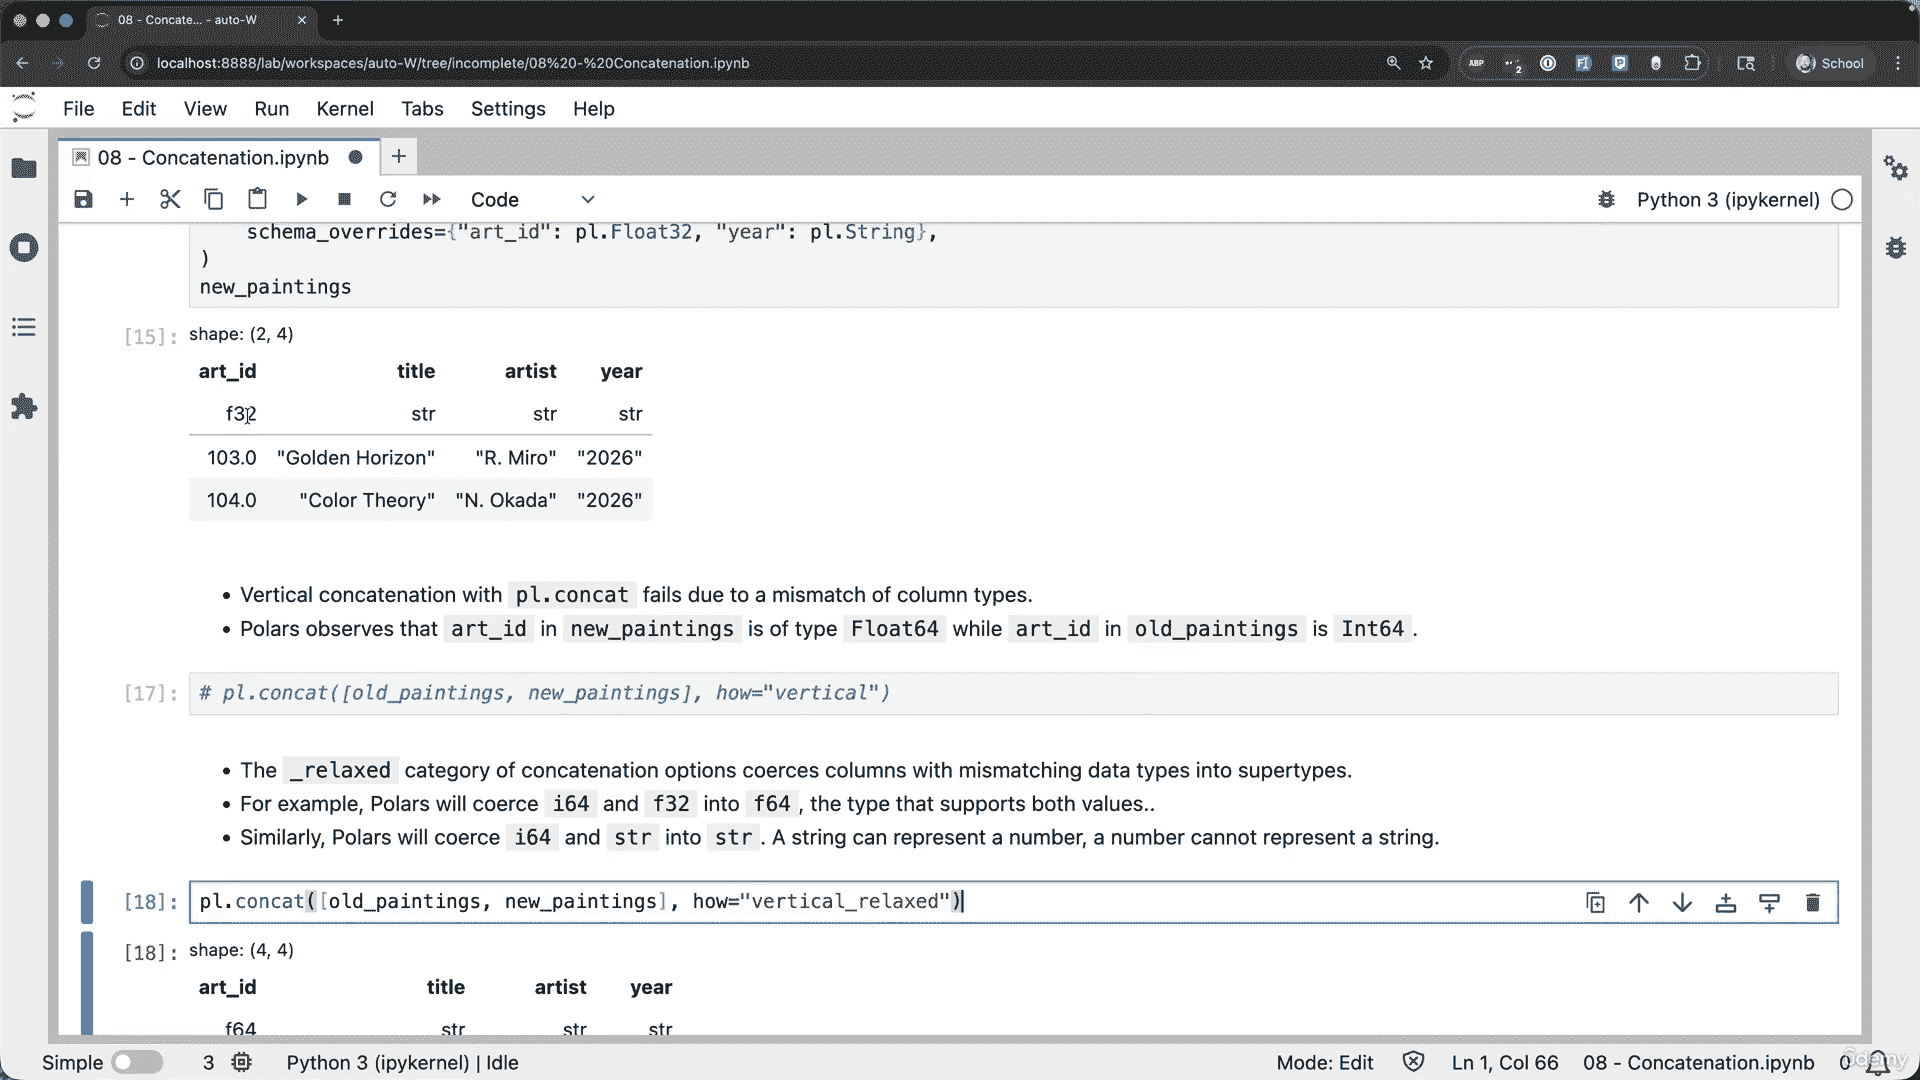 08 - Concate... - auto-W
localhost:8888/lab/workspaces/auto-W/tree/incomplete/08%20-%20Concatenation.ipynb
ABP
2
School
File Edit View Run Kernel Tabs Settings Help
08 - Concatenation.ipynb
Code
Python 3 (ipykernel)
schema_overrides={"art_id": pl.Float32, "year": pl.String},
)
new_paintings
[15]: shape: (2, 4)
art_id title artist year
f32 str str str
103.0 "Golden Horizon" "R. Miro" "2026"
104.0 "Color Theory" "N. Okada" "2026"
• Vertical concatenation with pl.concat fails due to a mismatch of column types.
• Polars observes that art_id in new_paintings is of type Float64 while art_id in old_paintings is Int64.
[17]: # pl.concat([old_paintings, new_paintings], how="vertical")
• The _relaxed category of concatenation options coerces columns with mismatching data types into supertypes.
• For example, Polars will coerce i64 and f32 into f64, the type that supports both values..
• Similarly, Polars will coerce i64 and str into str. A string can represent a number, a number cannot represent a string.
[18]: pl.concat([old_paintings, new_paintings], how="vertical_relaxed")
[18]: shape: (4, 4)
art_id title artist year
f64 str str str
Simple 3 Python 3 (ipykernel) | Idle Mode: Edit Ln 1, Col 66 08 - Concatenation.ipynb 0
Udemy